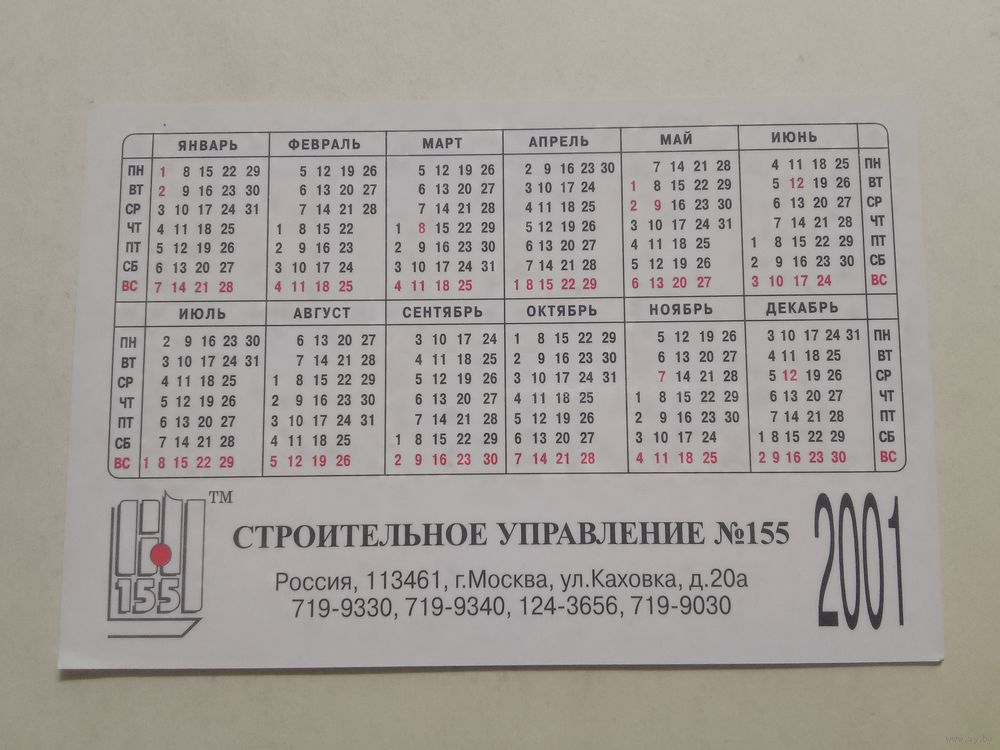 ЯНВАРЬ ФЕВРАЛЬ МАРТ АПРЕЛЬ МАЙ ИЮНЬ
ПН 1 8 15 22 29 5 12 19 26 5 12 19 26 2 9 16 23 30 7 14 21 28 4 11 18 25 ПН
ВТ 2 9 16 23 30 6 13 20 27 6 13 20 27 3 10 17 24 1 8 15 22 29 5 12 19 26 ВТ
СР 3 10 17 24 31 7 14 21 28 7 14 21 28 4 11 18 25 2 9 16 23 30 6 13 20 27 СР
ЧТ 4 11 18 25 1 8 15 22 1 8 15 22 29 5 12 19 26 3 10 17 24 31 7 14 21 28 ЧТ
ПТ 5 12 19 26 2 9 16 23 2 9 16 23 30 6 13 20 27 4 11 18 25 1 8 15 22 29 ПТ
СБ 6 13 20 27 3 10 17 24 3 10 17 24 31 7 14 21 28 5 12 19 26 2 9 16 23 30 СБ
ВС 7 14 21 28 4 11 18 25 4 11 18 25 1 8 15 22 29 6 13 20 27 3 10 17 24 ВС
ИЮЛЬ АВГУСТ СЕНТЯБРЬ ОКТЯБРЬ НОЯБРЬ ДЕКАБРЬ
ПН 2 9 16 23 30 6 13 20 27 3 10 17 24 1 8 15 22 29 5 12 19 26 3 10 17 24 31 ПН
ВТ 3 10 17 24 31 7 14 21 28 4 11 18 25 2 9 16 23 30 6 13 20 27 4 11 18 25 ВТ
СР 4 11 18 25 1 8 15 22 29 5 12 19 26 3 10 17 24 31 7 14 21 28 5 12 19 26 СР
ЧТ 5 12 19 26 2 9 16 23 30 6 13 20 27 4 11 18 25 1 8 15 22 29 6 13 20 27 ЧТ
ПТ 6 13 20 27 3 10 17 24 31 7 14 21 28 5 12 19 26 2 9 16 23 30 7 14 21 28 ПТ
СБ 7 14 21 28 4 11 18 25 1 8 15 22 29 6 13 20 27 3 10 17 24 1 8 15 22 29 СБ
ВС 1 8 15 22 29 5 12 19 26 2 9 16 23 30 7 14 21 28 4 11 18 25 2 9 16 23 30 ВС
155 TM
СТРОИТЕЛЬНОЕ УПРАВЛЕНИЕ №155
Россия, 113461, г.Москва, ул.Каховка, д.20а
719-9330, 719-9340, 124-3656, 719-9030
2001
www.ay.by